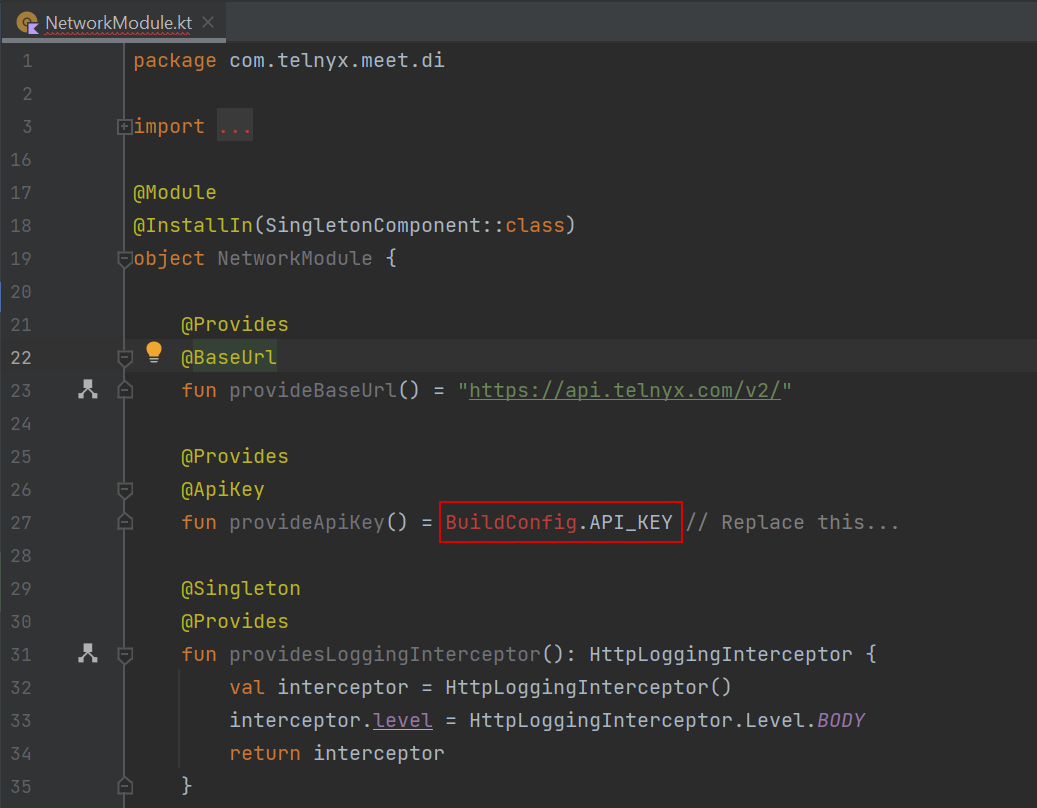 NetworkModule.kt
1 package com.telnyx.meet.di
2
3 import ...
16
17 @Module
18 @InstallIn(SingletonComponent::class)
19 object NetworkModule {
20
21     @Provides
22     @BaseUrl
23     fun provideBaseUrl() = "https://api.telnyx.com/v2/"
24
25     @Provides
26     @ApiKey
27     fun provideApiKey() = BuildConfig.API_KEY // Replace this...
28
29     @Singleton
30     @Provides
31     fun providesLoggingInterceptor(): HttpLoggingInterceptor {
32         val interceptor = HttpLoggingInterceptor()
33         interceptor.level = HttpLoggingInterceptor.Level.BODY
34         return interceptor
35     }